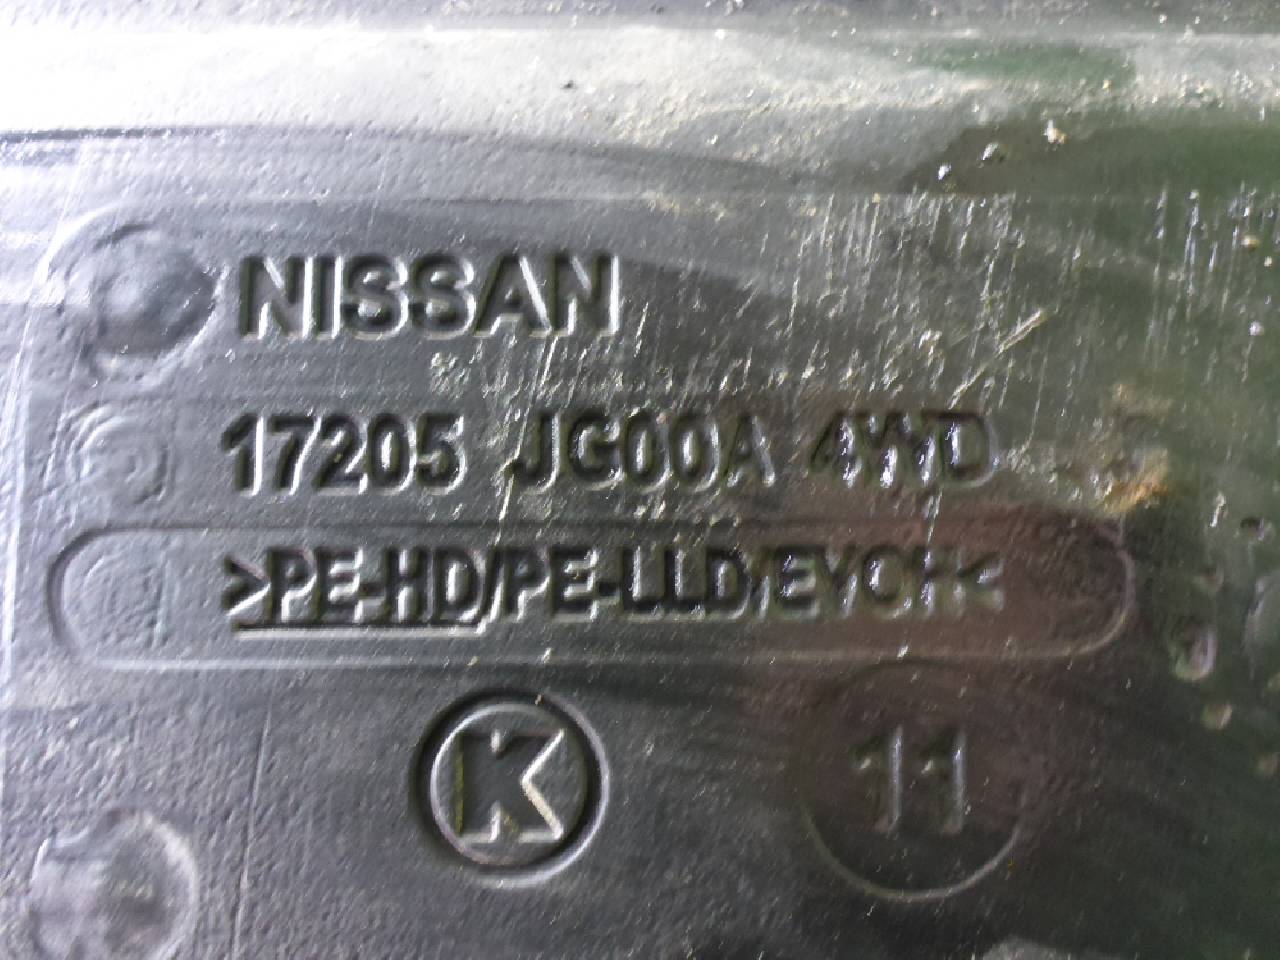 NISSAN
17205 JG00A 4WD
>PE-HD/PE-LLD/EVOH<
K
11